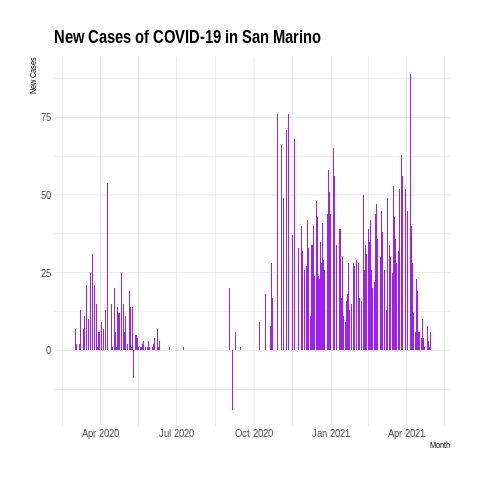 New Cases of COVID-19 in San Marino
New Cases
75
50
25
0
Apr 2020
Jul 2020
Oct 2020
Jan 2021
Apr 2021
Month